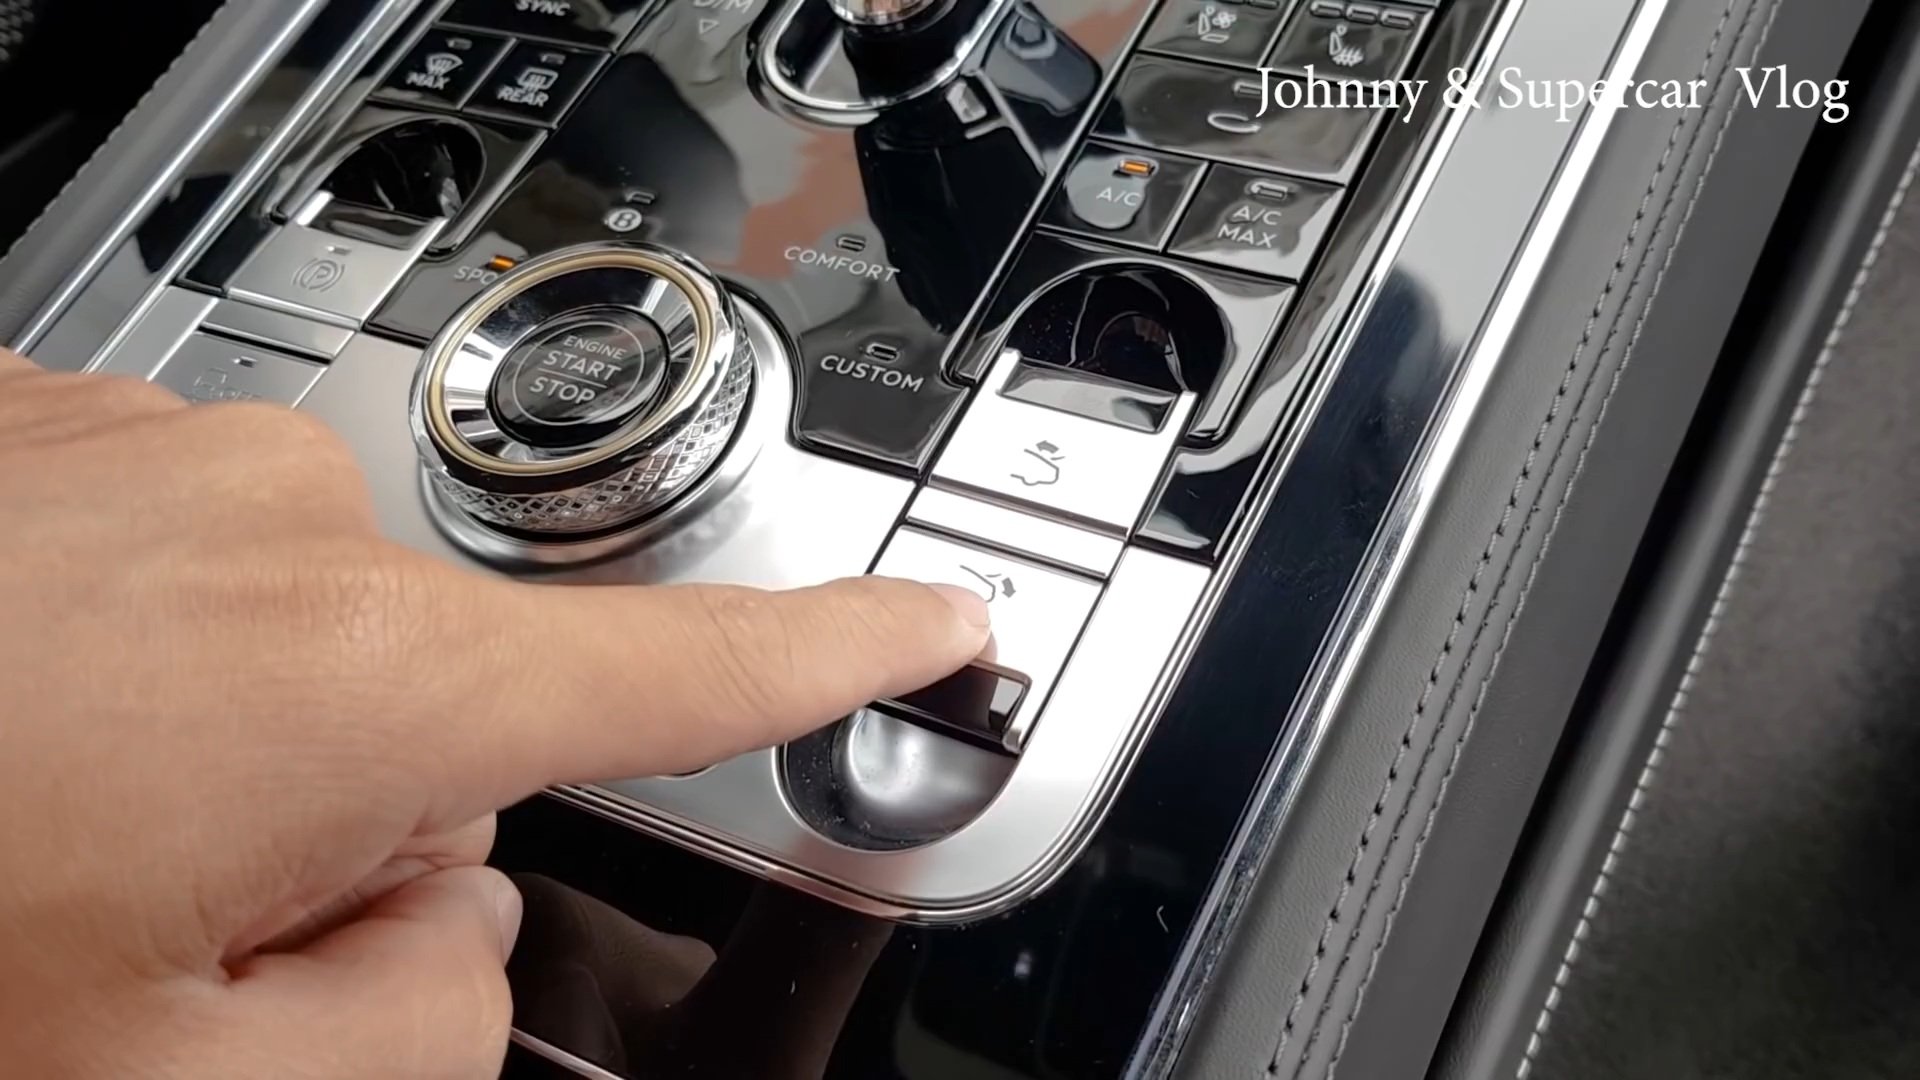 SYNC
D/M
Johnny & Supercar Vlog
MAX
REAR
A/C
A/C
MAX
B
COMFORT
P
ENGINE
START
STOP
CUSTOM